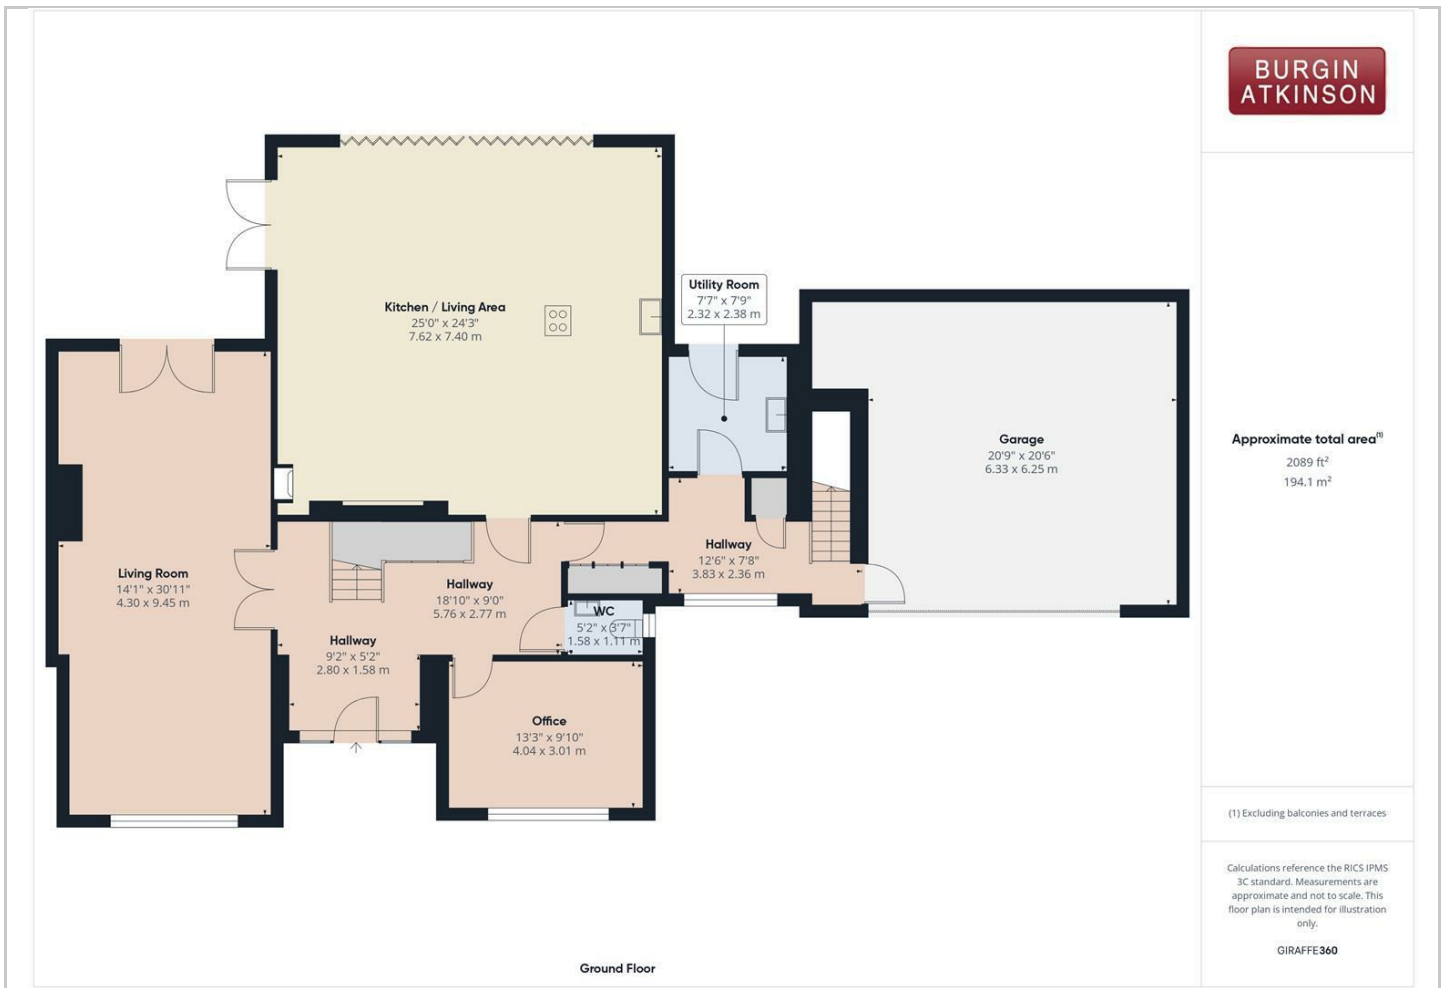 BURGIN
ATKINSON
Utility Room
7'7" x 7'9"
2.32 x 2.38 m
Kitchen / Living Area
25'0" x 24'3"
7.62 x 7.40 m
Garage
20'9" x 20'6"
6.33 x 6.25 m
Living Room
14'1" x 30'11"
4.30 x 9.45 m
Hallway
12'6" x 7'8"
3.83 x 2.36 m
Hallway
18'10" x 9'0"
5.76 x 2.77 m
WC
5'2" x 3'7"
1.58 x 1.11 m
Hallway
9'2" x 5'2"
2.80 x 1.58 m
Office
13'3" x 9'10"
4.04 x 3.01 m
Ground Floor
Approximate total area⁽¹⁾
2089 ft²
194.1 m²
(1) Excluding balconies and terraces
Calculations reference the RICS IPMS
3C standard. Measurements are
approximate and not to scale. This
floor plan is intended for illustration
only.
GIRAFFE360